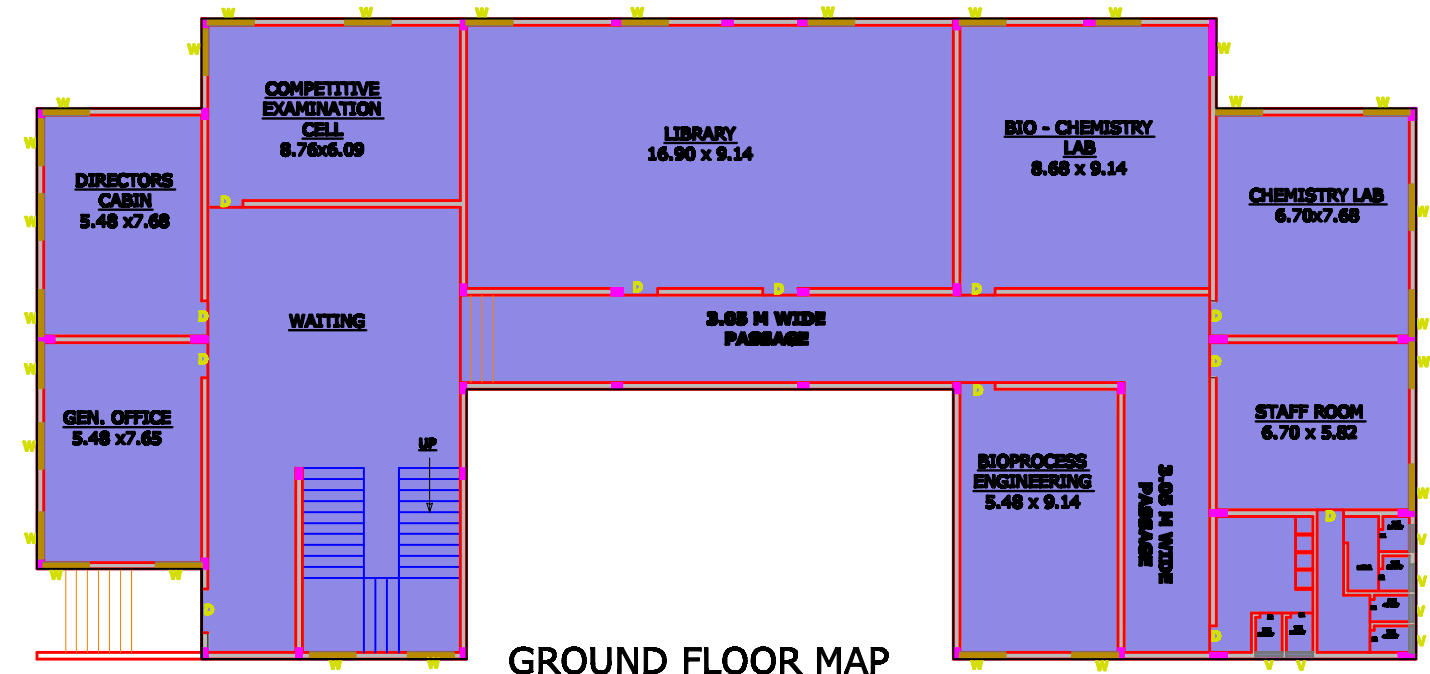 W W W W W W W
W W
COMPETITIVE
EXAMINATION
CELL
8.76x6.09
LIBRARY
16.90 x 9.14
BIO - CHEMISTRY
LAB
8.68 x 9.14
W W W
W
DIRECTORS
CABIN
5.48 x7.68
CHEMISTRY LAB
6.70x7.68
D
W W
D D D
W D D W
WAITING
3.05 M WIDE
PASSAGE
W D D W
D
GEN. OFFICE
5.48 x7.65
STAFF ROOM
6.70 x 5.82
W
UP
BIOPROCESS
ENGINEERING
5.48 x 9.14
3.05 M WIDE
PASSAGE
W
D
W V
W W V
D V
D V
W W W W V V
GROUND FLOOR MAP